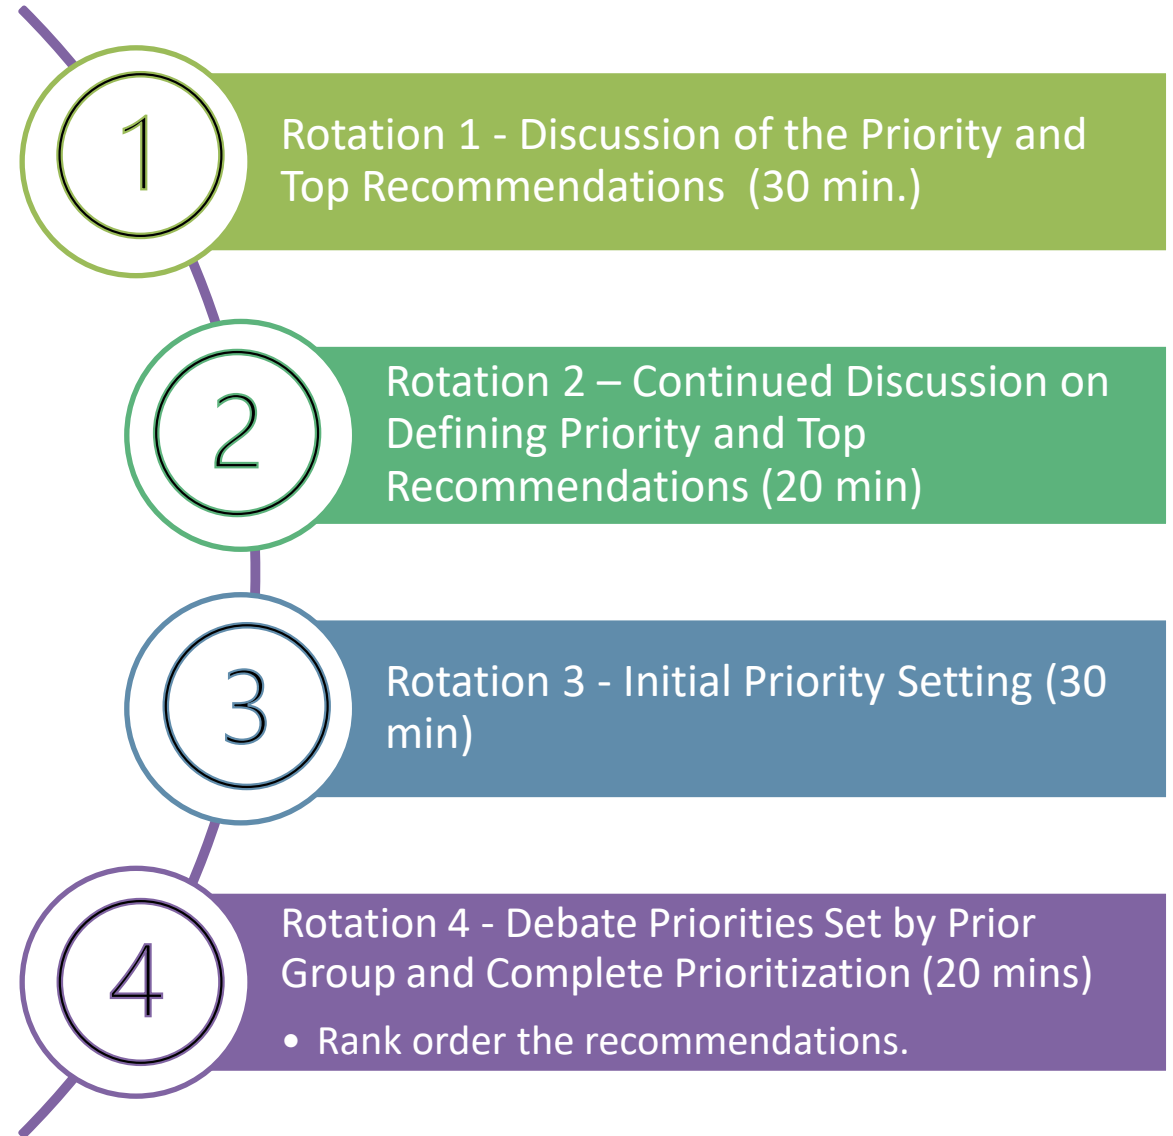 1
Rotation 1 - Discussion of the Priority and
Top Recommendations  (30 min.)
2
Rotation 2 – Continued Discussion on
Defining Priority and Top
Recommendations (20 min)
3
Rotation 3 - Initial Priority Setting (30
min)
4
Rotation 4 - Debate Priorities Set by Prior
Group and Complete Prioritization (20 mins)
• Rank order the recommendations.